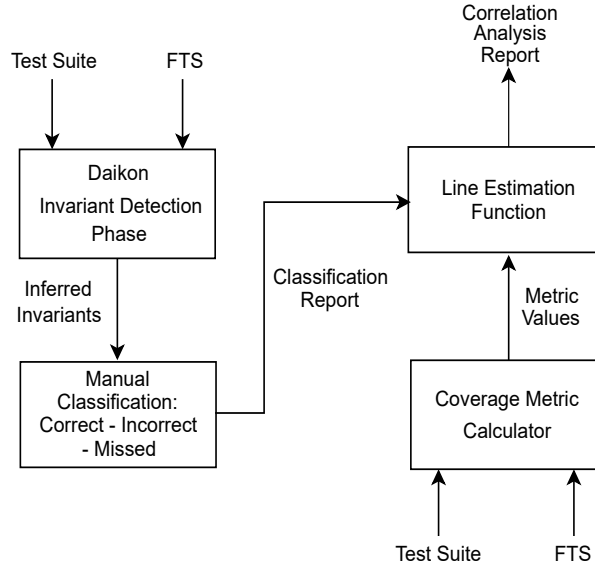 Test Suite
FTS
Daikon
Invariant Detection
Phase
Inferred
Invariants
Manual
Classification:
Correct - Incorrect
- Missed
Classification
Report
Correlation
Analysis
Report
Line Estimation
Function
Metric
Values
Coverage Metric
Calculator
Test Suite
FTS